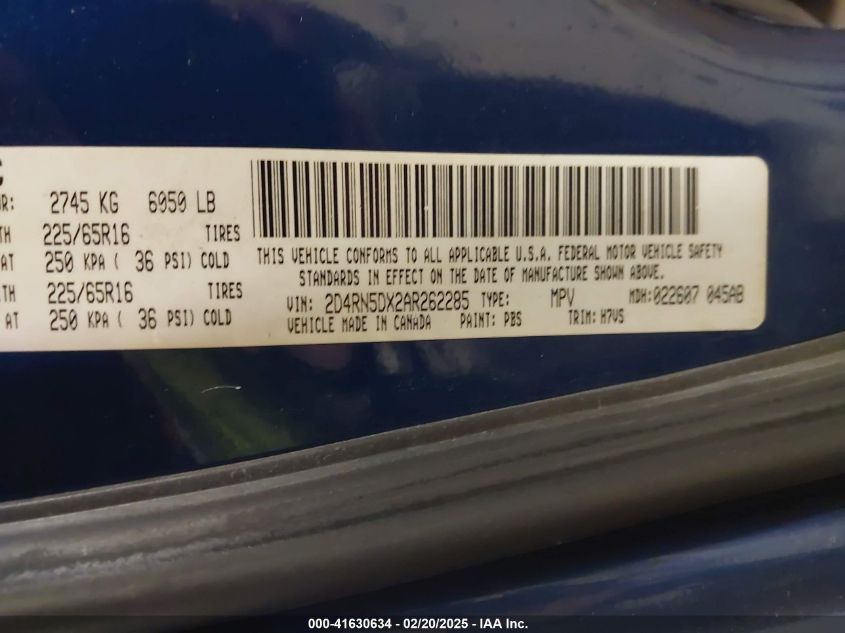 2745 KG 6050 LB
225/65R16 TIRES
AT 250 KPA ( 36 PSI) COLD
225/65R16 TIRES
AT 250 KPA ( 36 PSI) COLD
THIS VEHICLE CONFORMS TO ALL APPLICABLE U.S.A. FEDERAL MOTOR VEHICLE SAFETY
STANDARDS IN EFFECT ON THE DATE OF MANUFACTURE SHOWN ABOVE.
VIN: 2D4RN5DX2AR262285 TYPE: MPV MDH:022607 045AB
VEHICLE MADE IN CANADA PAINT: PBS TRIM: H7VS
000-41630634 - 02/20/2025 - IAA Inc.